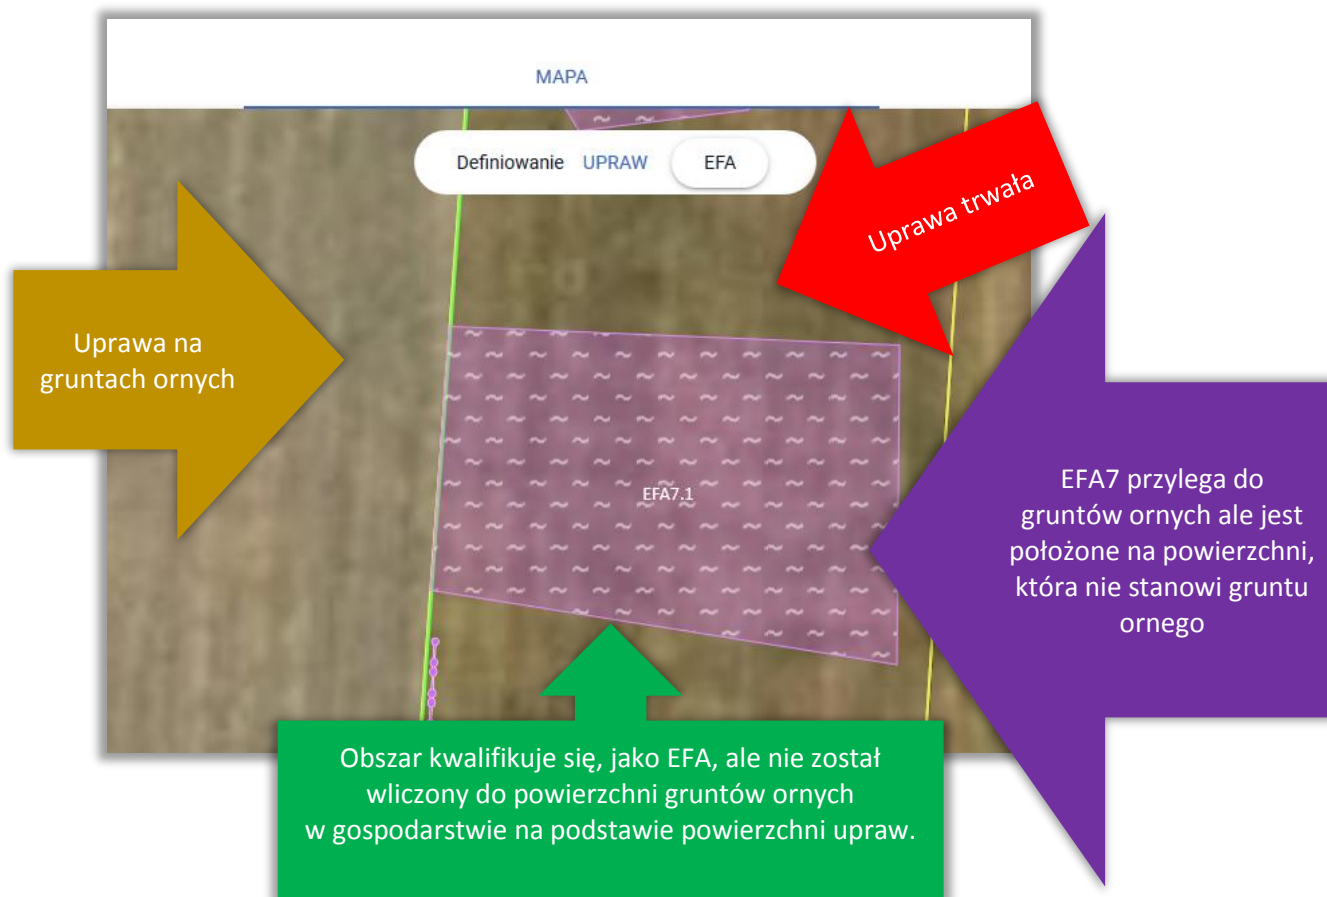 MAPA
Definiowanie UPRAW EFA
Uprawa trwała
Uprawa na
gruntach ornych
EFA7.1
EFA7 przylega do
gruntów ornych ale jest
położone na powierzchni,
która nie stanowi gruntu
ornego
Obszar kwalifikuje się, jako EFA, ale nie został
wliczony do powierzchni gruntów ornych
w gospodarstwie na podstawie powierzchni upraw.